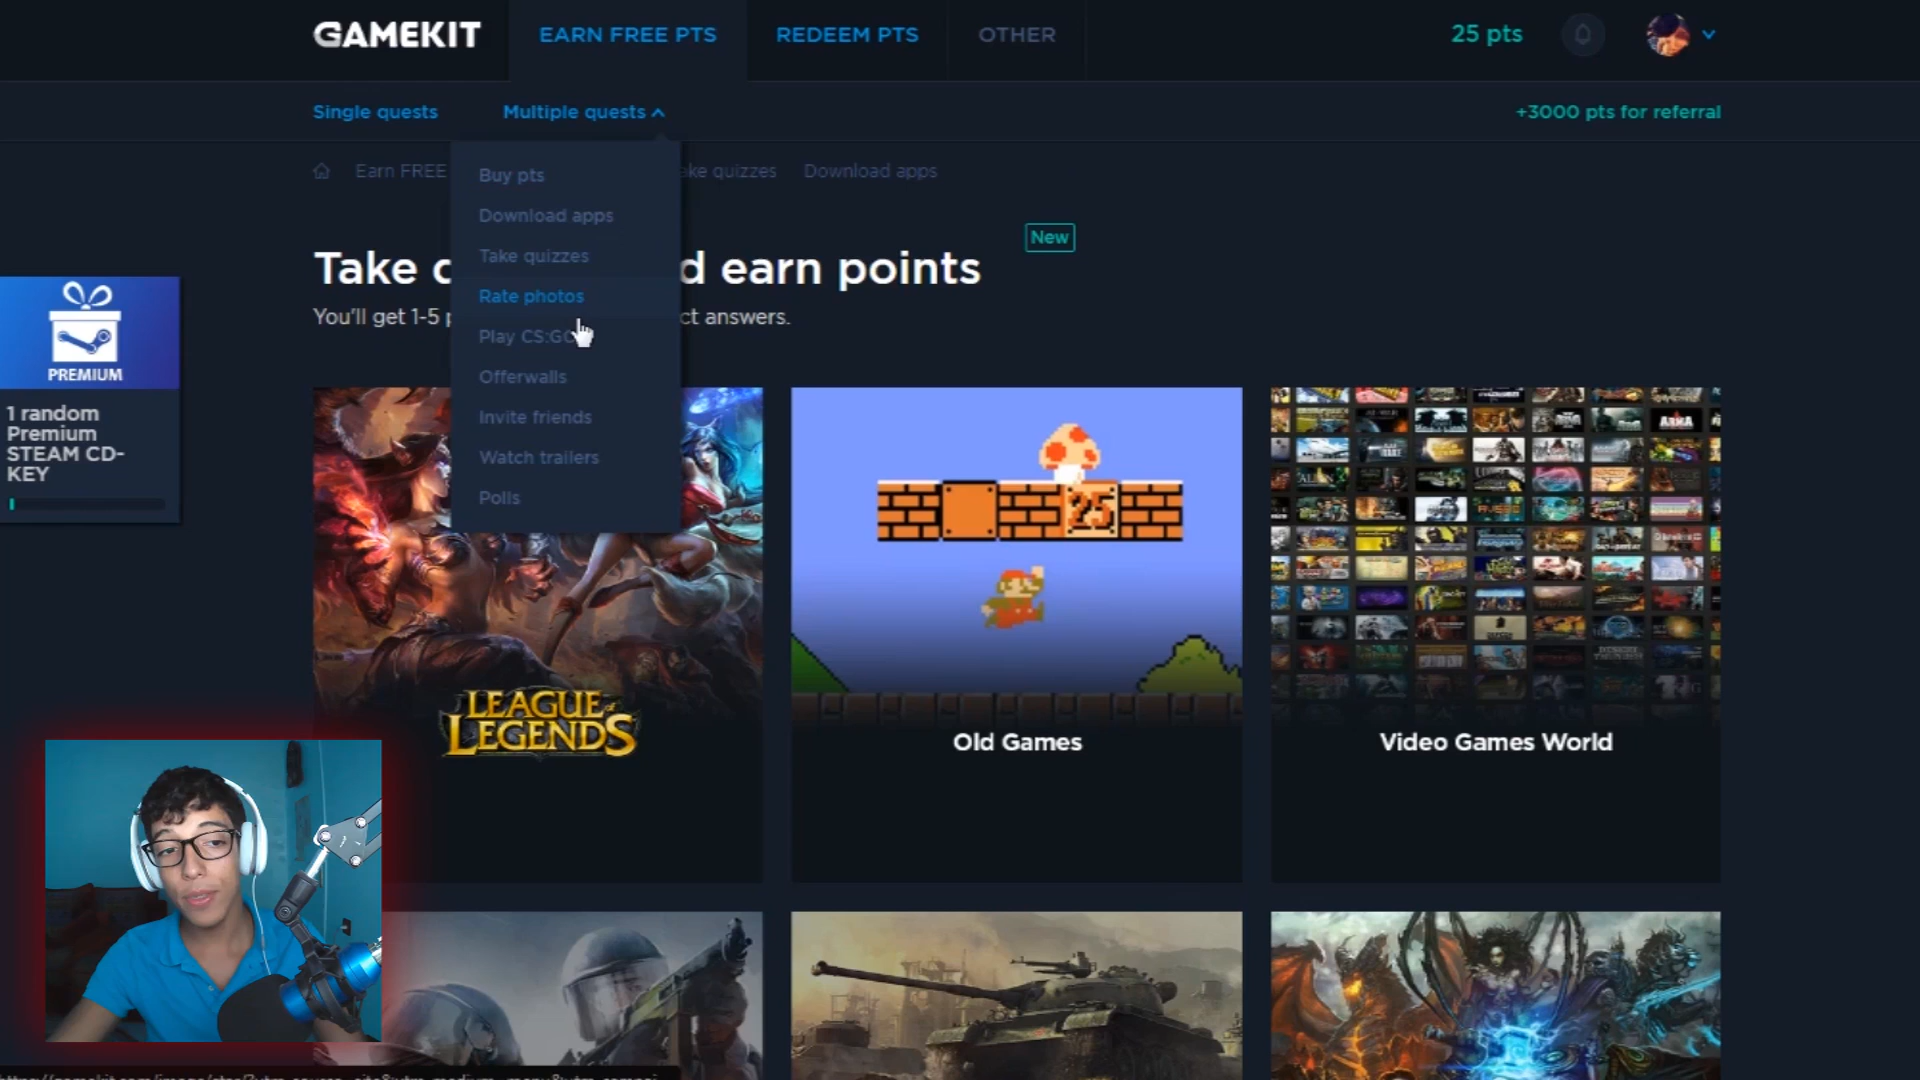 GAMEKIT
EARN FREE PTS
REDEEM PTS
OTHER
25 pts
Single quests
Multiple quests
+3000 pts for referral
Earn FREE
ake quizzes
Download apps
Buy pts
Download apps
Take quizzes
Rate photos
Play CS:GO
Offerwalls
Invite friends
Watch trailers
Polls
New
Take
d earn points
You'll get 1-5
ct answers.
PREMIUM
1 random
Premium
STEAM CD-
KEY
25
LEAGUE of
LEGENDS
Old Games
Video Games World
ARMA